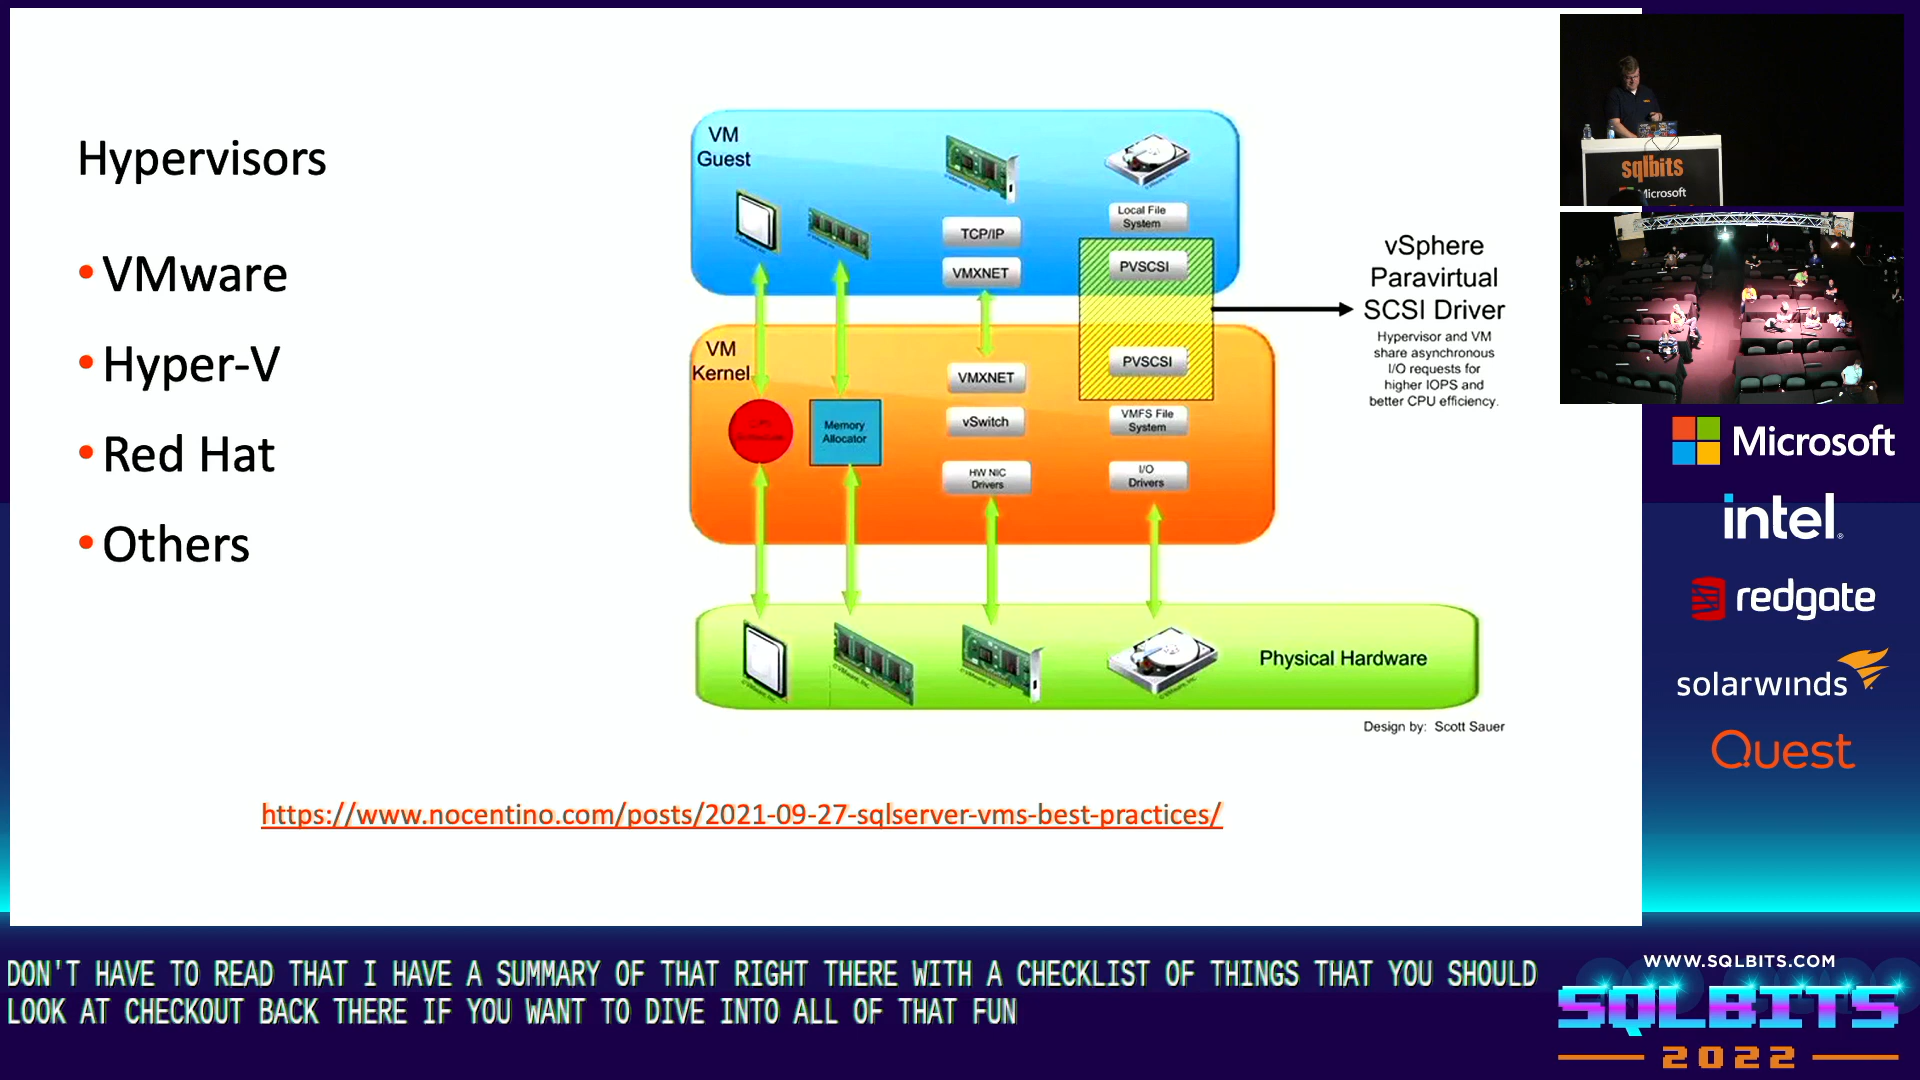 Hypervisors
• VMware
• Hyper-V
• Red Hat
• Others
VM
Guest
TCP/IP
VMXNET
Local File
System
PVSCSI
VM
Kernel
Memory
Allocator
VMXNET
vSwitch
HW NIC
Drivers
PVSCSI
VMFS File
System
I/O
Drivers
vSphere
Paravirtual
SCSI Driver
Hypervisor and VM
share asynchronous
I/O requests for
higher IOPS and
better CPU efficiency.
Physical Hardware
Design by: Scott Sauer
https://www.nocentino.com/posts/2021-09-27-sqlserver-vms-best-practices/
sqlbits
Microsoft
Microsoft
intel
redgate
solarwinds
Quest
DON'T HAVE TO READ THAT I HAVE A SUMMARY OF THAT RIGHT THERE WITH A CHECKLIST OF THINGS THAT YOU SHOULD
LOOK AT CHECKOUT BACK THERE IF YOU WANT TO DIVE INTO ALL OF THAT FUN
WWW.SQLBITS.COM
SQLBITS
2022